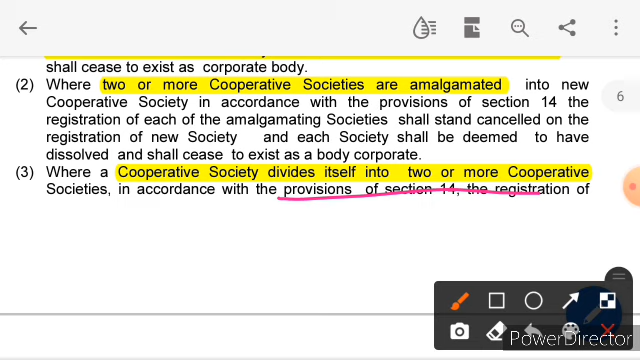 shall cease to exist as corporate body.
(2) Where two or more Cooperative Societies are amalgamated into new
Cooperative Society in accordance with the provisions of section 14 the
registration of each of the amalgamating Societies shall stand cancelled on the
registration of new Society and each Society shall be deemed to have
dissolved and shall cease to exist as a body corporate.
6
(3) Where a Cooperative Society divides itself into two or more Cooperative
Societies, in accordance with the provisions of section 14, the registration of
PowerDirector